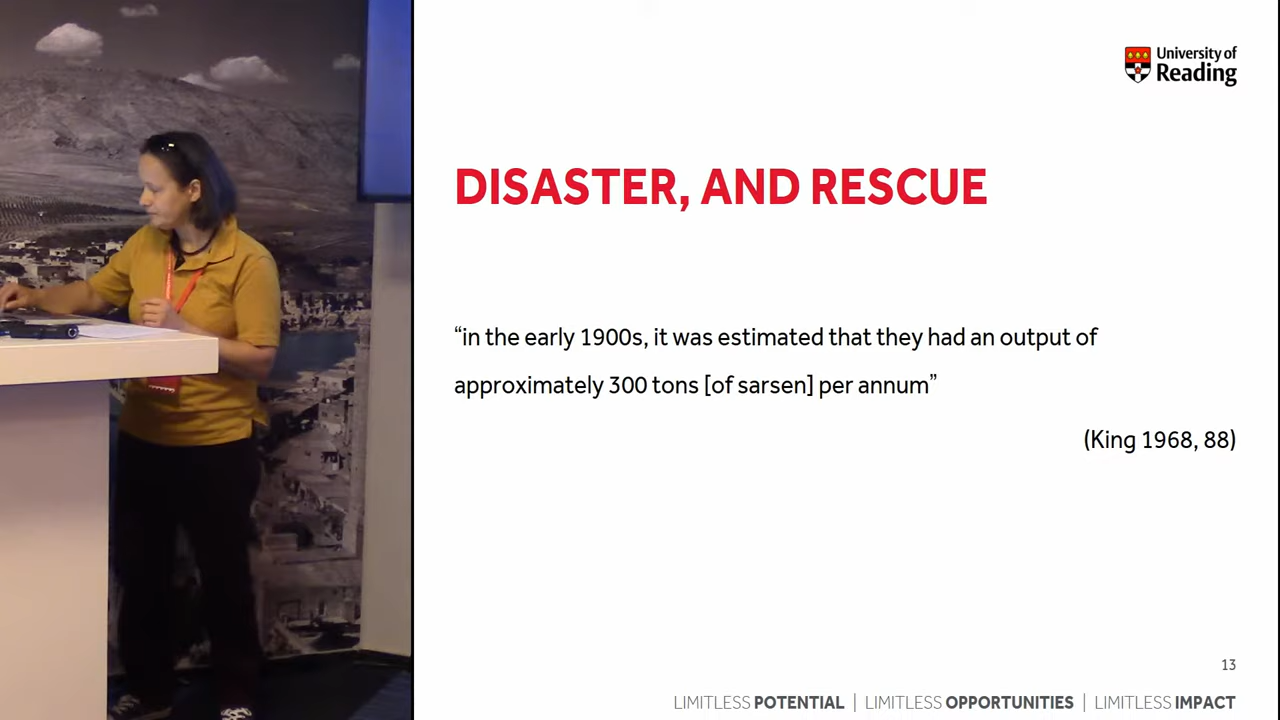 University of
Reading
DISASTER, AND RESCUE
“in the early 1900s, it was estimated that they had an output of
approximately 300 tons [of sarsen] per annum”
(King 1968, 88)
13
LIMITLESS POTENTIAL | LIMITLESS OPPORTUNITIES | LIMITLESS IMPACT